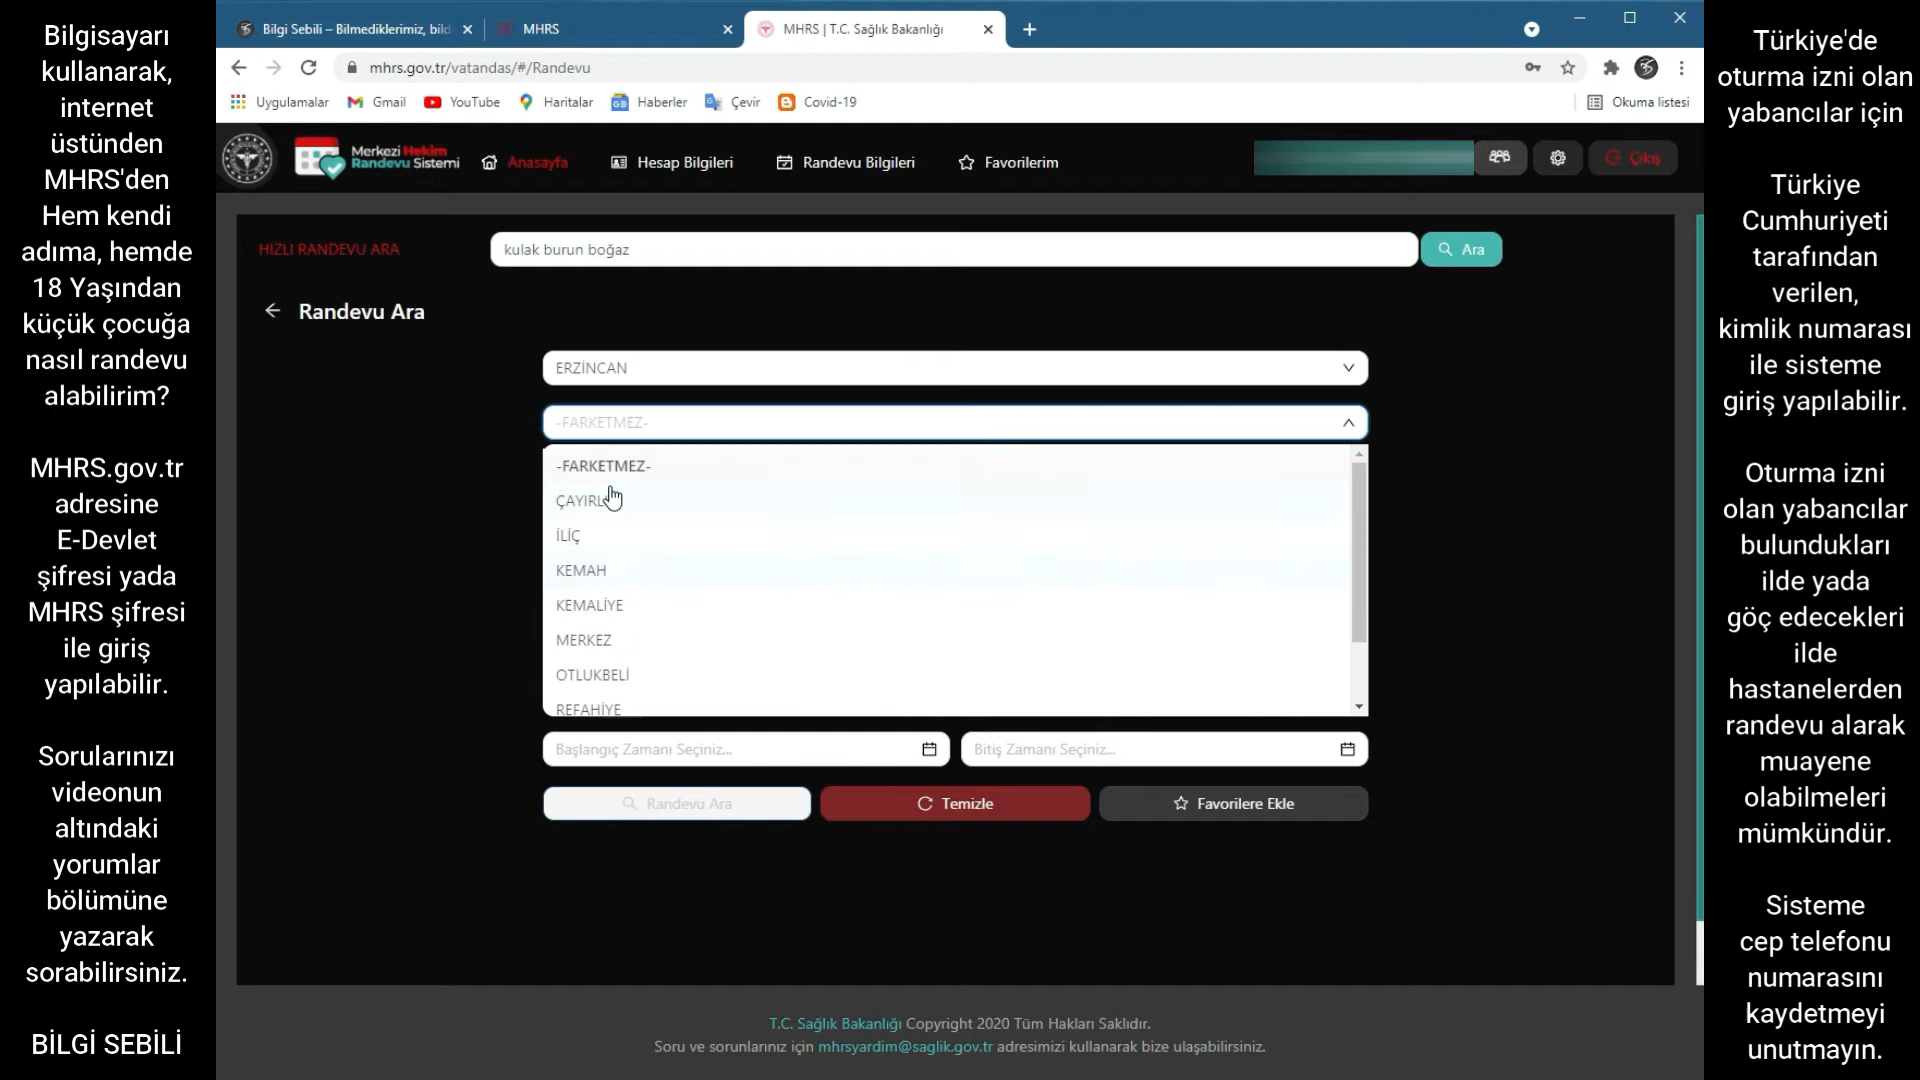 Bilgisayarı
kullanarak,
internet
üstünden
MHRS'den
Hem kendi
adıma, hemde
18 Yaşından
küçük çocuğa
nasıl randevu
alabilirim?
MHRS.gov.tr
adresine
E-Devlet
şifresi yada
MHRS şifresi
ile giriş
yapılabilir.
Sorularınızı
videonun
altındaki
yorumlar
bölümüne
yazarak
sorabilirsiniz.
BİLGİ SEBİLİ
Bilgi Sebili – Bilmediklerimiz, bild
MHRS
MHRS | T.C. Sağlık Bakanlığı
mhrs.gov.tr/vatandas/#/Randevu
Uygulamalar
Gmail
YouTube
Haritalar
Haberler
Çevir
Covid-19
Okuma listesi
Merkezi Hekim
Randevu Sistemi
Anasayfa
Hesap Bilgileri
Randevu Bilgileri
Favorilerim
Çıkış
HIZLI RANDEVU ARA
kulak burun boğaz
Ara
Randevu Ara
ERZİNCAN
-FARKETMEZ-
-FARKETMEZ-
İLİÇ
KEMAH
KEMALİYE
MERKEZ
OTLUKBELİ
REFAHİYE
Başlangıç Zamanı Seçiniz...
Bitiş Zamanı Seçiniz...
Randevu Ara
Temizle
Favorilere Ekle
T.C. Sağlık Bakanlığı Copyright 2020 Tüm Hakları Saklıdır.
Soru ve sorunlarınız için mhrsyardim@saglik.gov.tr adresimizi kullanarak bize ulaşabilirsiniz.
Türkiye'de
oturma izni olan
yabancılar için
Türkiye
Cumhuriyeti
tarafından
verilen,
kimlik numarası
ile sisteme
giriş yapılabilir.
Oturma izni
olan yabancılar
bulundukları
ilde yada
göç edecekleri
ilde
hastanelerden
randevu alarak
muayene
olabilmeleri
mümkündür.
Sisteme
cep telefonu
numarasını
kaydetmeyi
unutmayın.